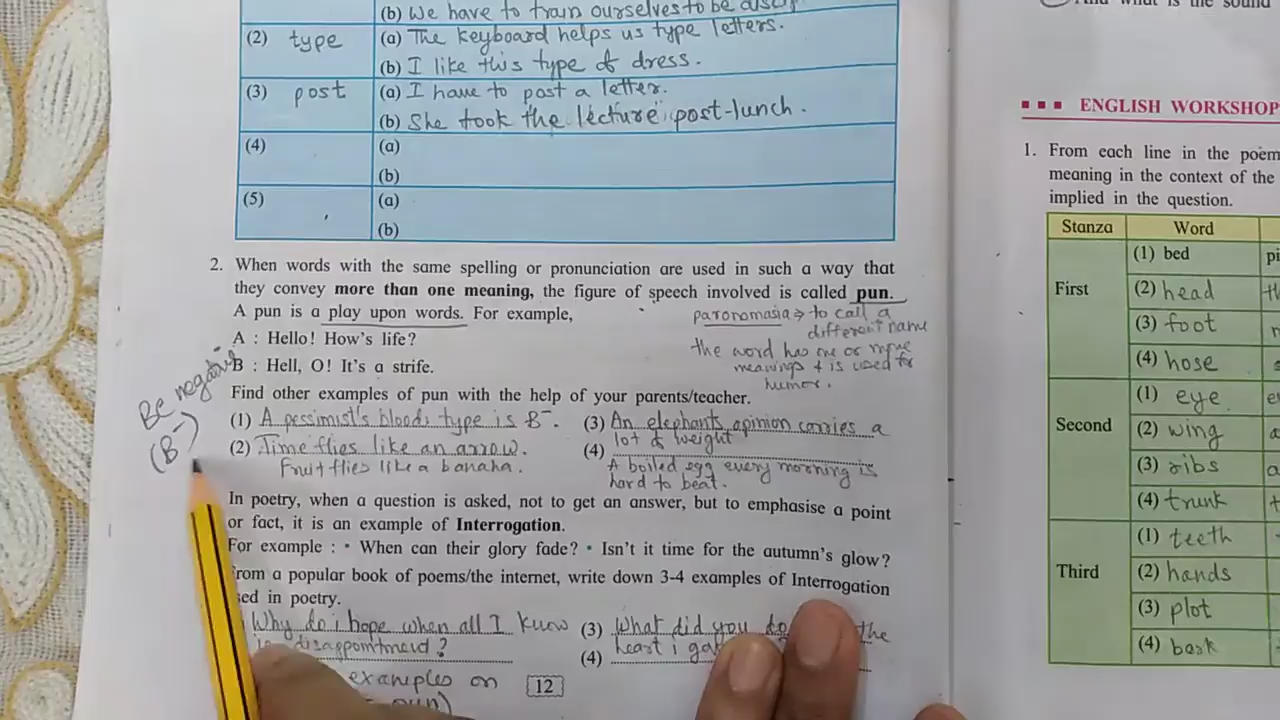 (b) We have to train ourselves to be
(2) type (a) The keyboard helps us type letters.
(b) I like this type of dress.
(3) post (a) I have to post a letter.
(b) She took the lecture post-lunch.
(4) (a)
(b)
(5) (a)
(b)
2. When words with the same spelling or pronunciation are used in such a way that
they convey more than one meaning, the figure of speech involved is called pun.
A pun is a play upon words. For example,
paronomasia → to call a
different name
the word has one or more
meanings & is used for
humor.
A : Hello! How's life?
B : Hell, O! It's a strife.
Find other examples of pun with the help of your parents/teacher.
Be negative
(B-)
(1) A pessimist's blood type is B-.
(2) Time flies like an arrow.
Fruit flies like a banana.
(3) An elephants opinion carries a
lot of weight
(4)
A boiled egg every morning is
hard to beat.
In poetry, when a question is asked, not to get an answer, but to emphasise a point
or fact, it is an example of Interrogation.
For example : • When can their glory fade? • Isn't it time for the autumn's glow?
From a popular book of poems/the internet, write down 3-4 examples of Interrogation
in poetry.
Why do i hope when all I know
is disappointment?
(3) What did you do the
heart i
(4)
examples on
12
what is the sound
ENGLISH WORKSHOP
1. From each line in the poem
meaning in the context of the
implied in the question.
Stanza Word
First (1) bed
(2) head
(3) foot
(4) hose
Second (1) eye
(2) wing
(3) ribs
(4) trunk
Third (1) teeth
(2) hands
(3) plot
(4) bask